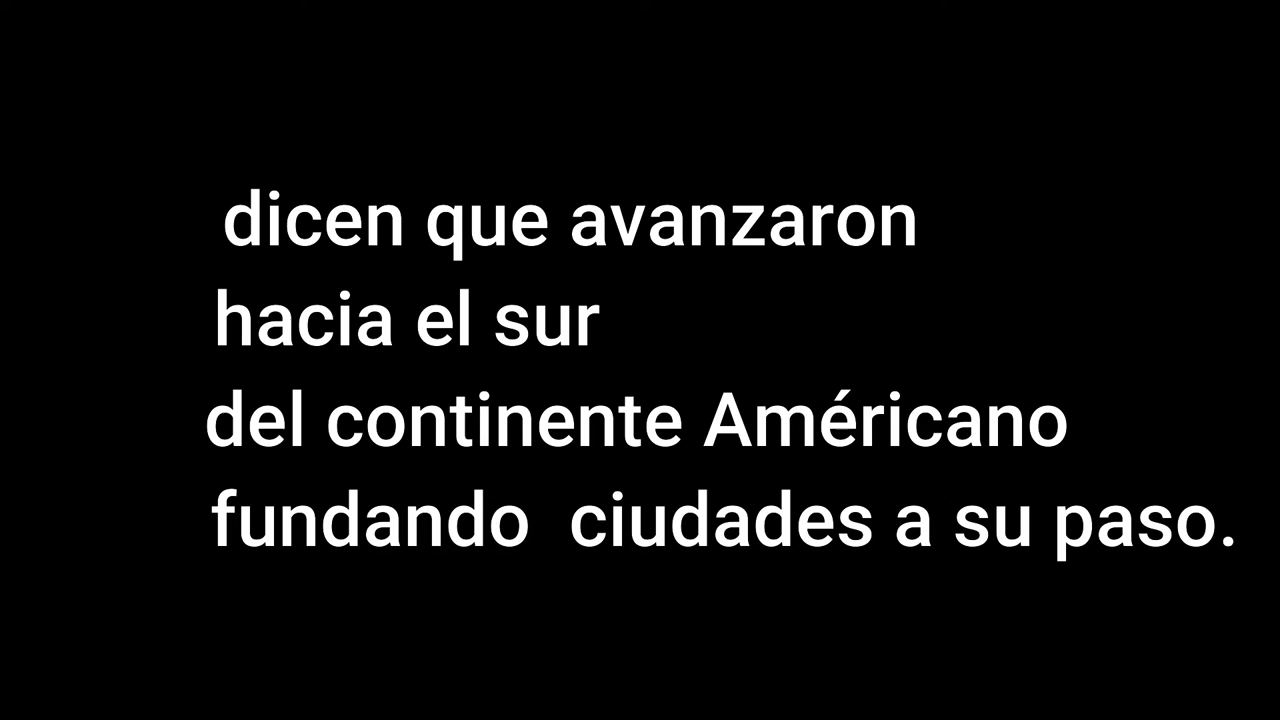 dicen que avanzaron
hacia el sur
del continente Américano
fundando  ciudades a su paso.